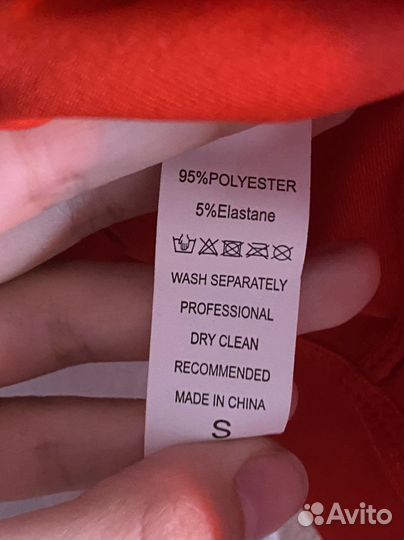 95%POLYESTER
5%Elastane
WASH SEPARATELY
PROFESSIONAL
DRY CLEAN
RECOMMENDED
MADE IN CHINA
S
Avito